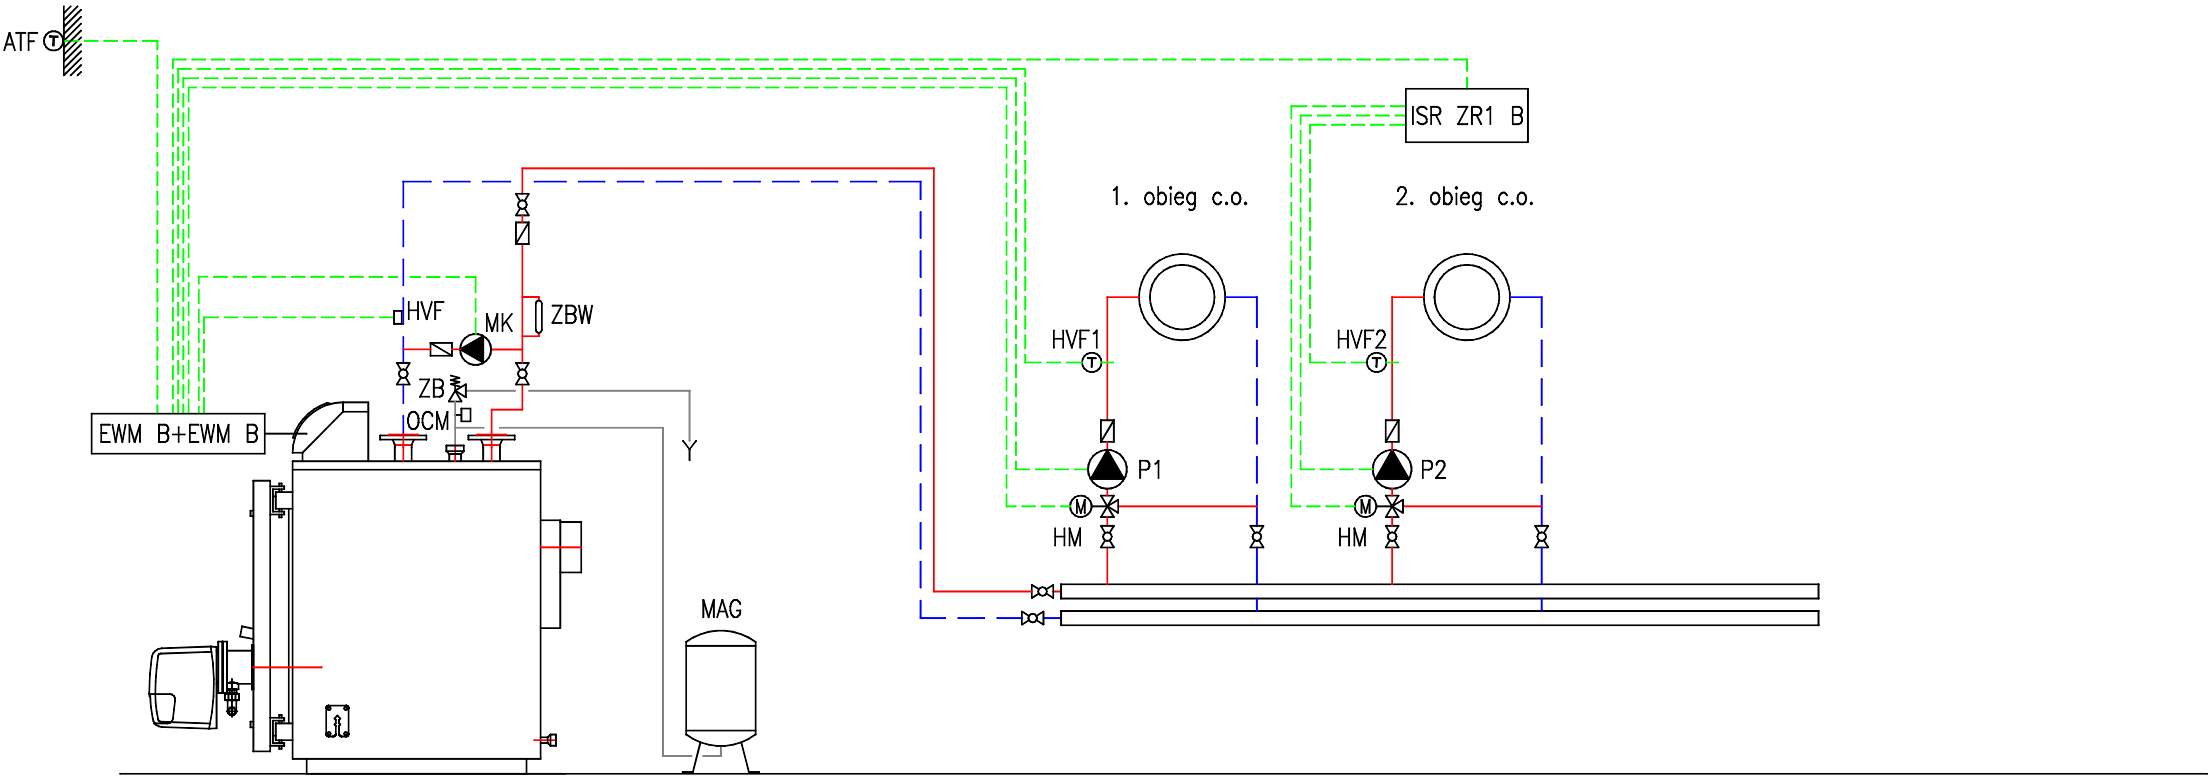 ATF T
ISR ZR1 B
1. obieg c.o.
2. obieg c.o.
HVF
MK
ZBW
HVF1 T
HVF2 T
ZB
OCM
EWM B+EWM B
P1
P2
M
M
HM
HM
MAG